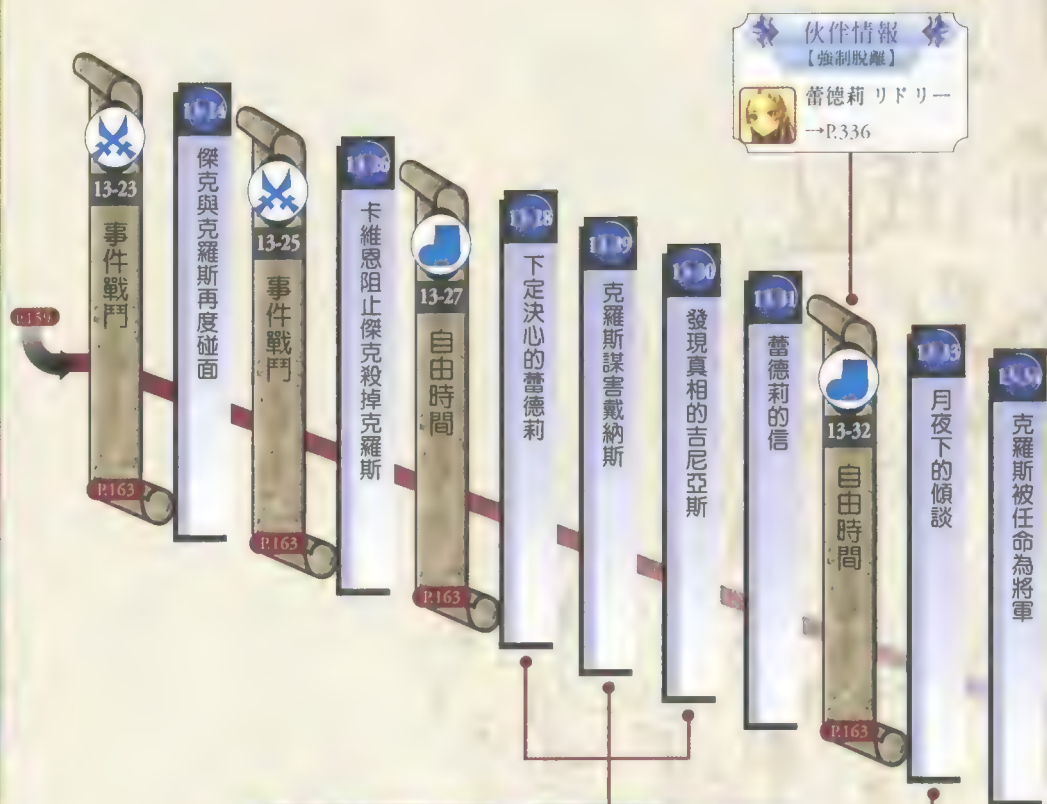 伙伴情報
【強制脫離】
蕾德莉 リドリー
→P.336
P.159
13-23
事件戰鬥
P.163
傑克與克羅斯再度碰面
13-25
事件戰鬥
P.163
卡維恩阻止傑克殺掉克羅斯
13-27
自由時間
P.163
13-28
下定決心的蕾德莉
克羅斯謀害戴納斯
發現真相的吉尼亞斯
蕾德莉的信
13-32
自由時間
P.163
月夜下的傾談
克羅斯被任命為將軍